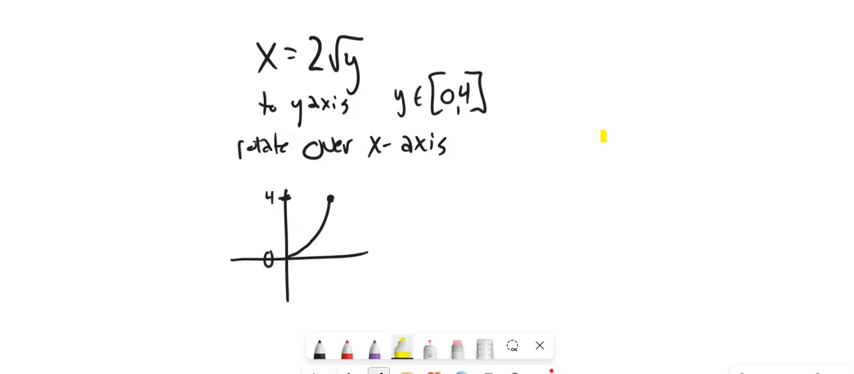 x = 2√y
to y axis y ∈ [0,4]
rotate over x-axis
4
0